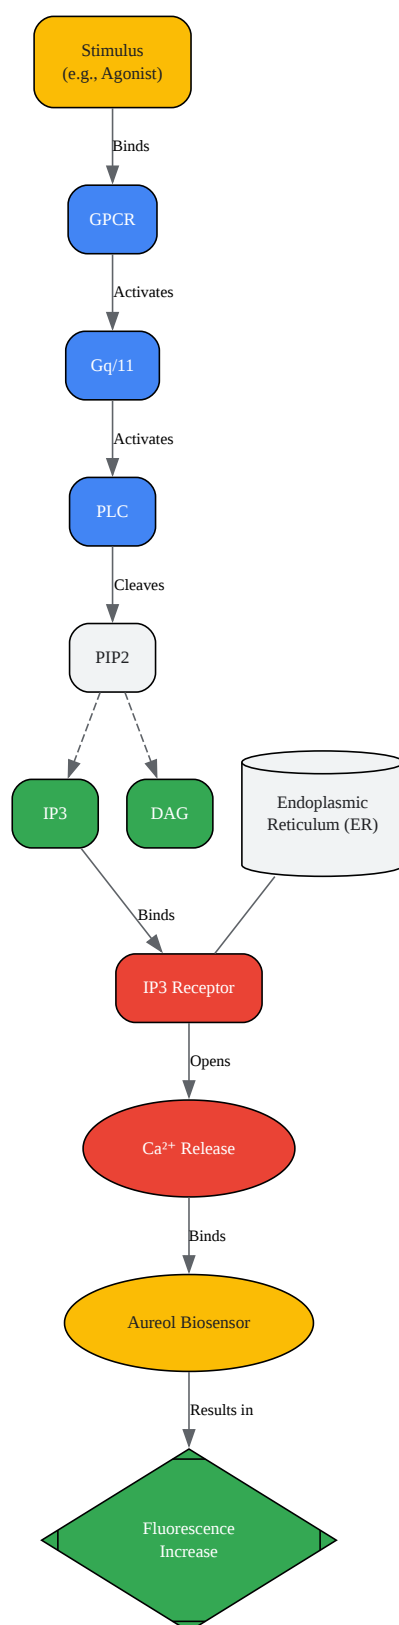 Stimulus
(e.g., Agonist)
Binds
GPCR
Activates
Gq/11
Activates
PLC
Cleaves
PIP2
IP3
DAG
Endoplasmic
Reticulum (ER)
Binds
IP3 Receptor
Opens
Ca²⁺ Release
Binds
Aureol Biosensor
Results in
Fluorescence
Increase